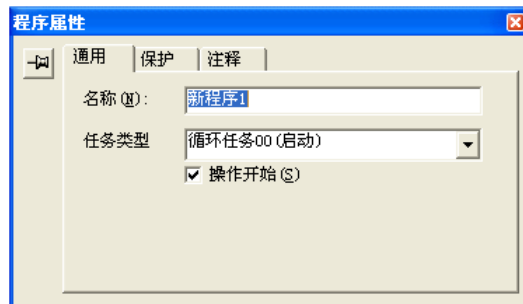 程序属性
通用 保护 注释
名称(N):
新程序1
任务类型
循环任务00(启动)
操作开始(S)